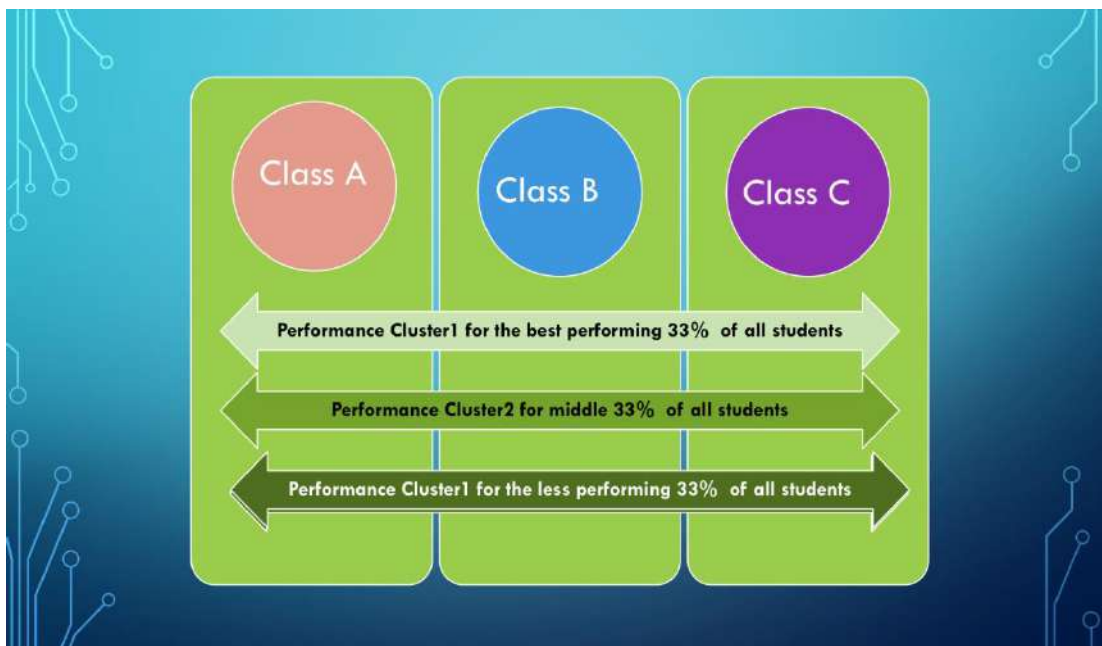 Class A
Class B
Class C
Performance Cluster1 for the best performing 33% of all students
Performance Cluster2 for middle 33% of all students
Performance Cluster1 for the less performing 33% of all students